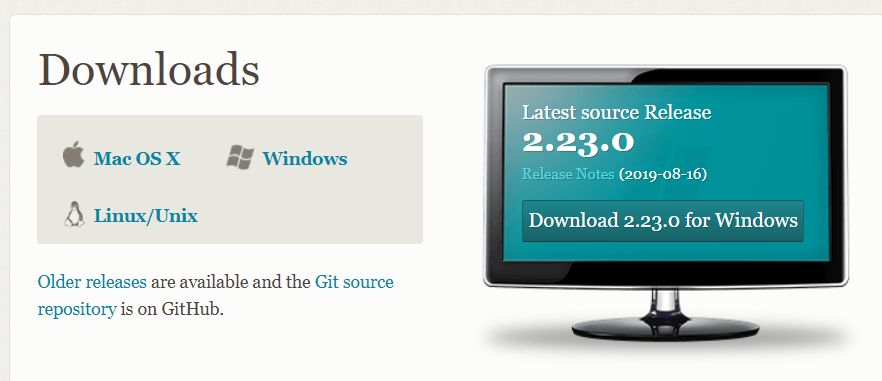 Downloads
Mac OS X
Windows
Linux/Unix
Older releases are available and the Git source
repository is on GitHub.
Latest source Release
2.23.0
Release Notes (2019-08-16)
Download 2.23.0 for Windows